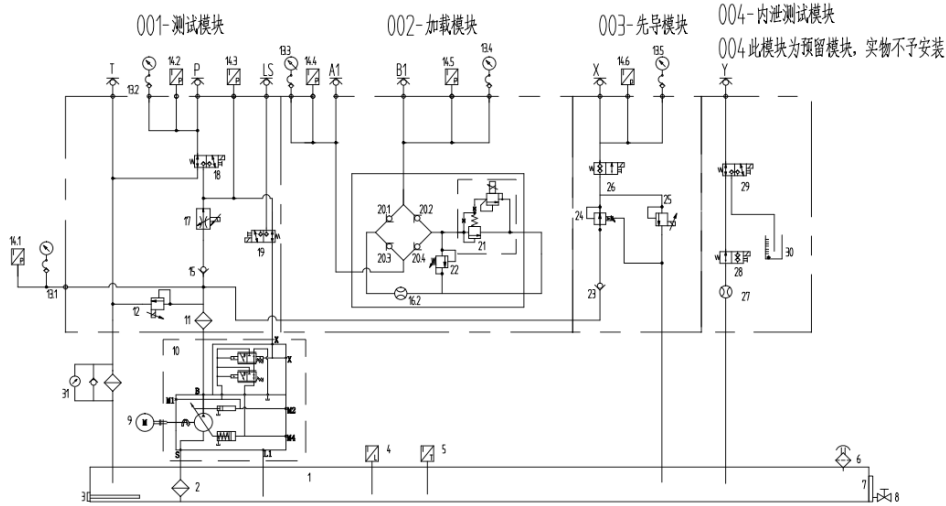 001-测试模块
002-加载模块
003-先导模块
004-内泄测试模块
004此模块为预留模块，实物不予安装
T 13.2 14.2 P 14.3 LS 13.3 14.4 A1 B1 14.5 13.4 X 14.6 13.5 Y
18 26 29
17 19 20.1 20.2 21 24 25 30
14.1 15 20.3 20.4 22 28
13.1 12 11 16.2 23 27
10 X
X
31 B
M1 M2
9 M M4
S L1
4 5 6
1
3 2 7 8